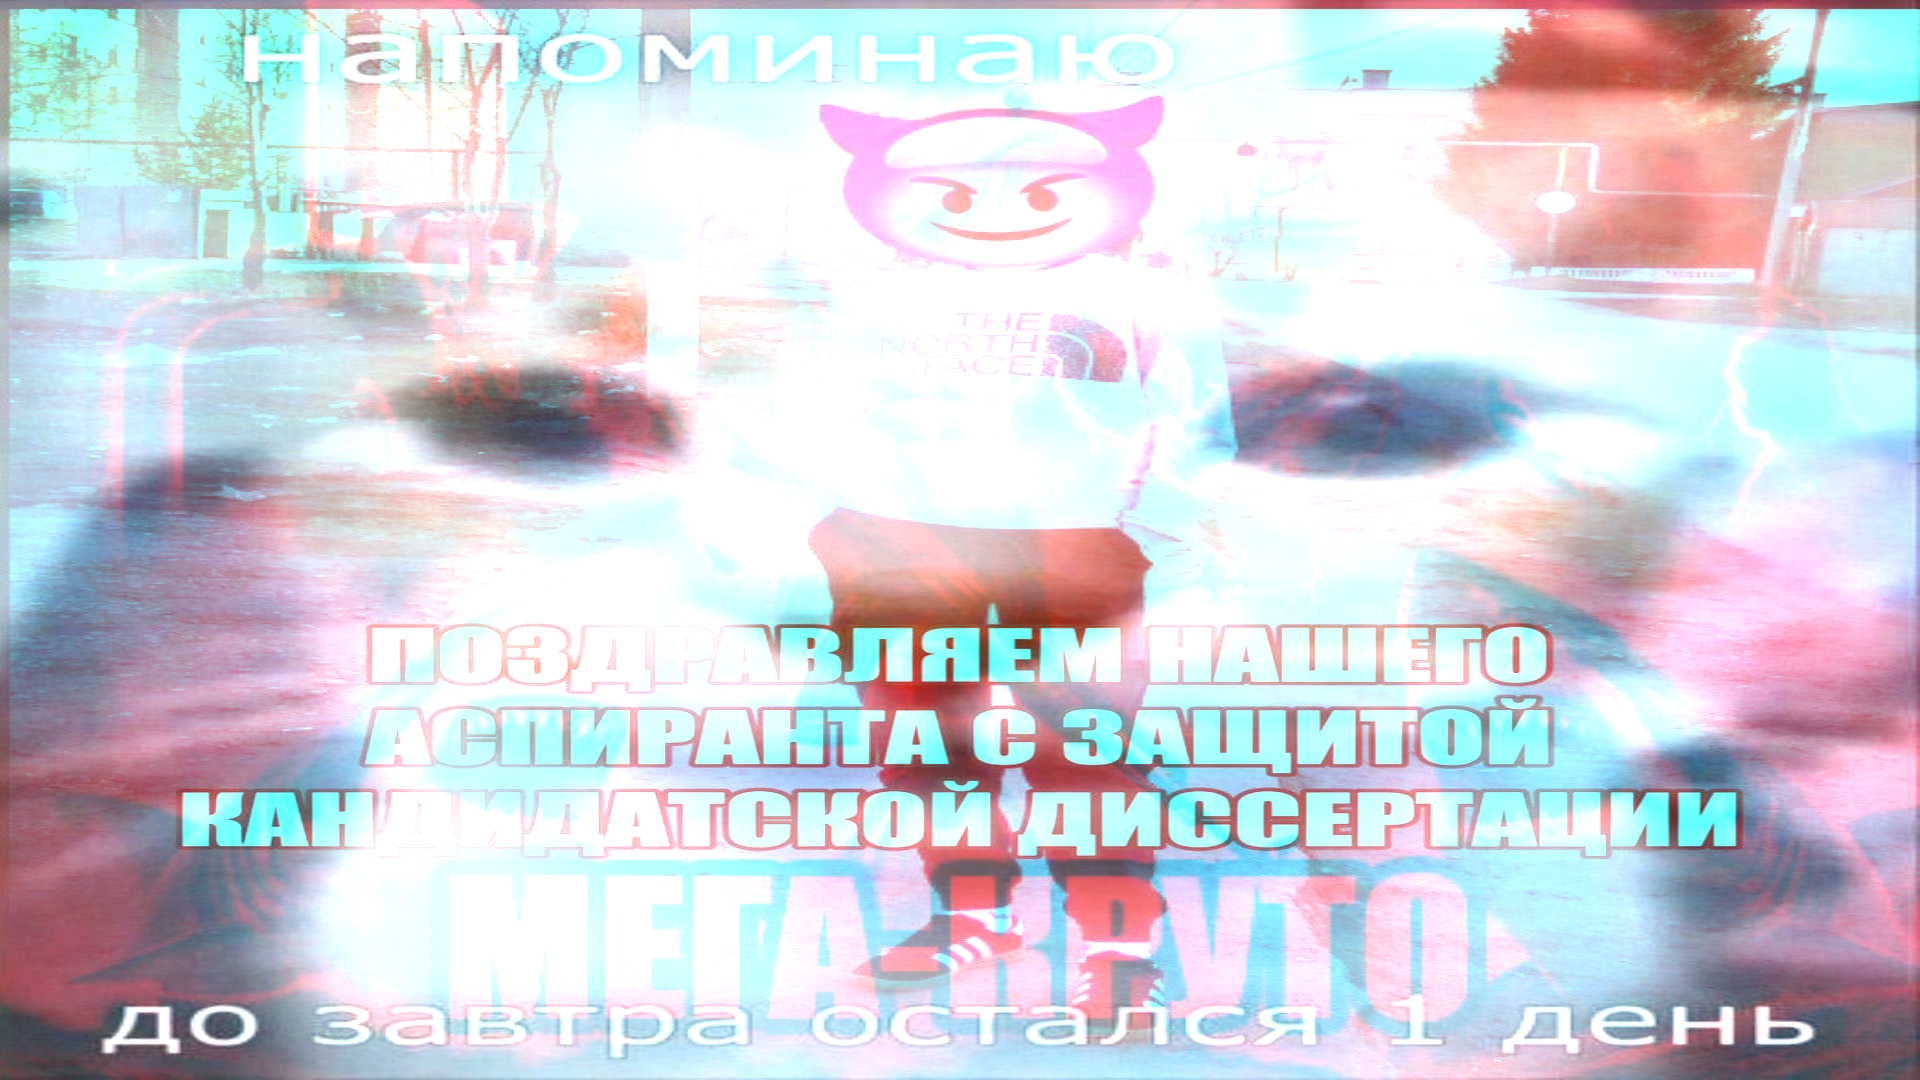 напоминаю
THE
NORTH
FACE
ПОЗДРАВЛЯЕМ НАШЕГО
АСПИРАНТА С ЗАЩИТОЙ
КАНДИДАТСКОЙ ДИССЕРТАЦИИ
МЕГА-КРУТО
до завтра остался 1 день